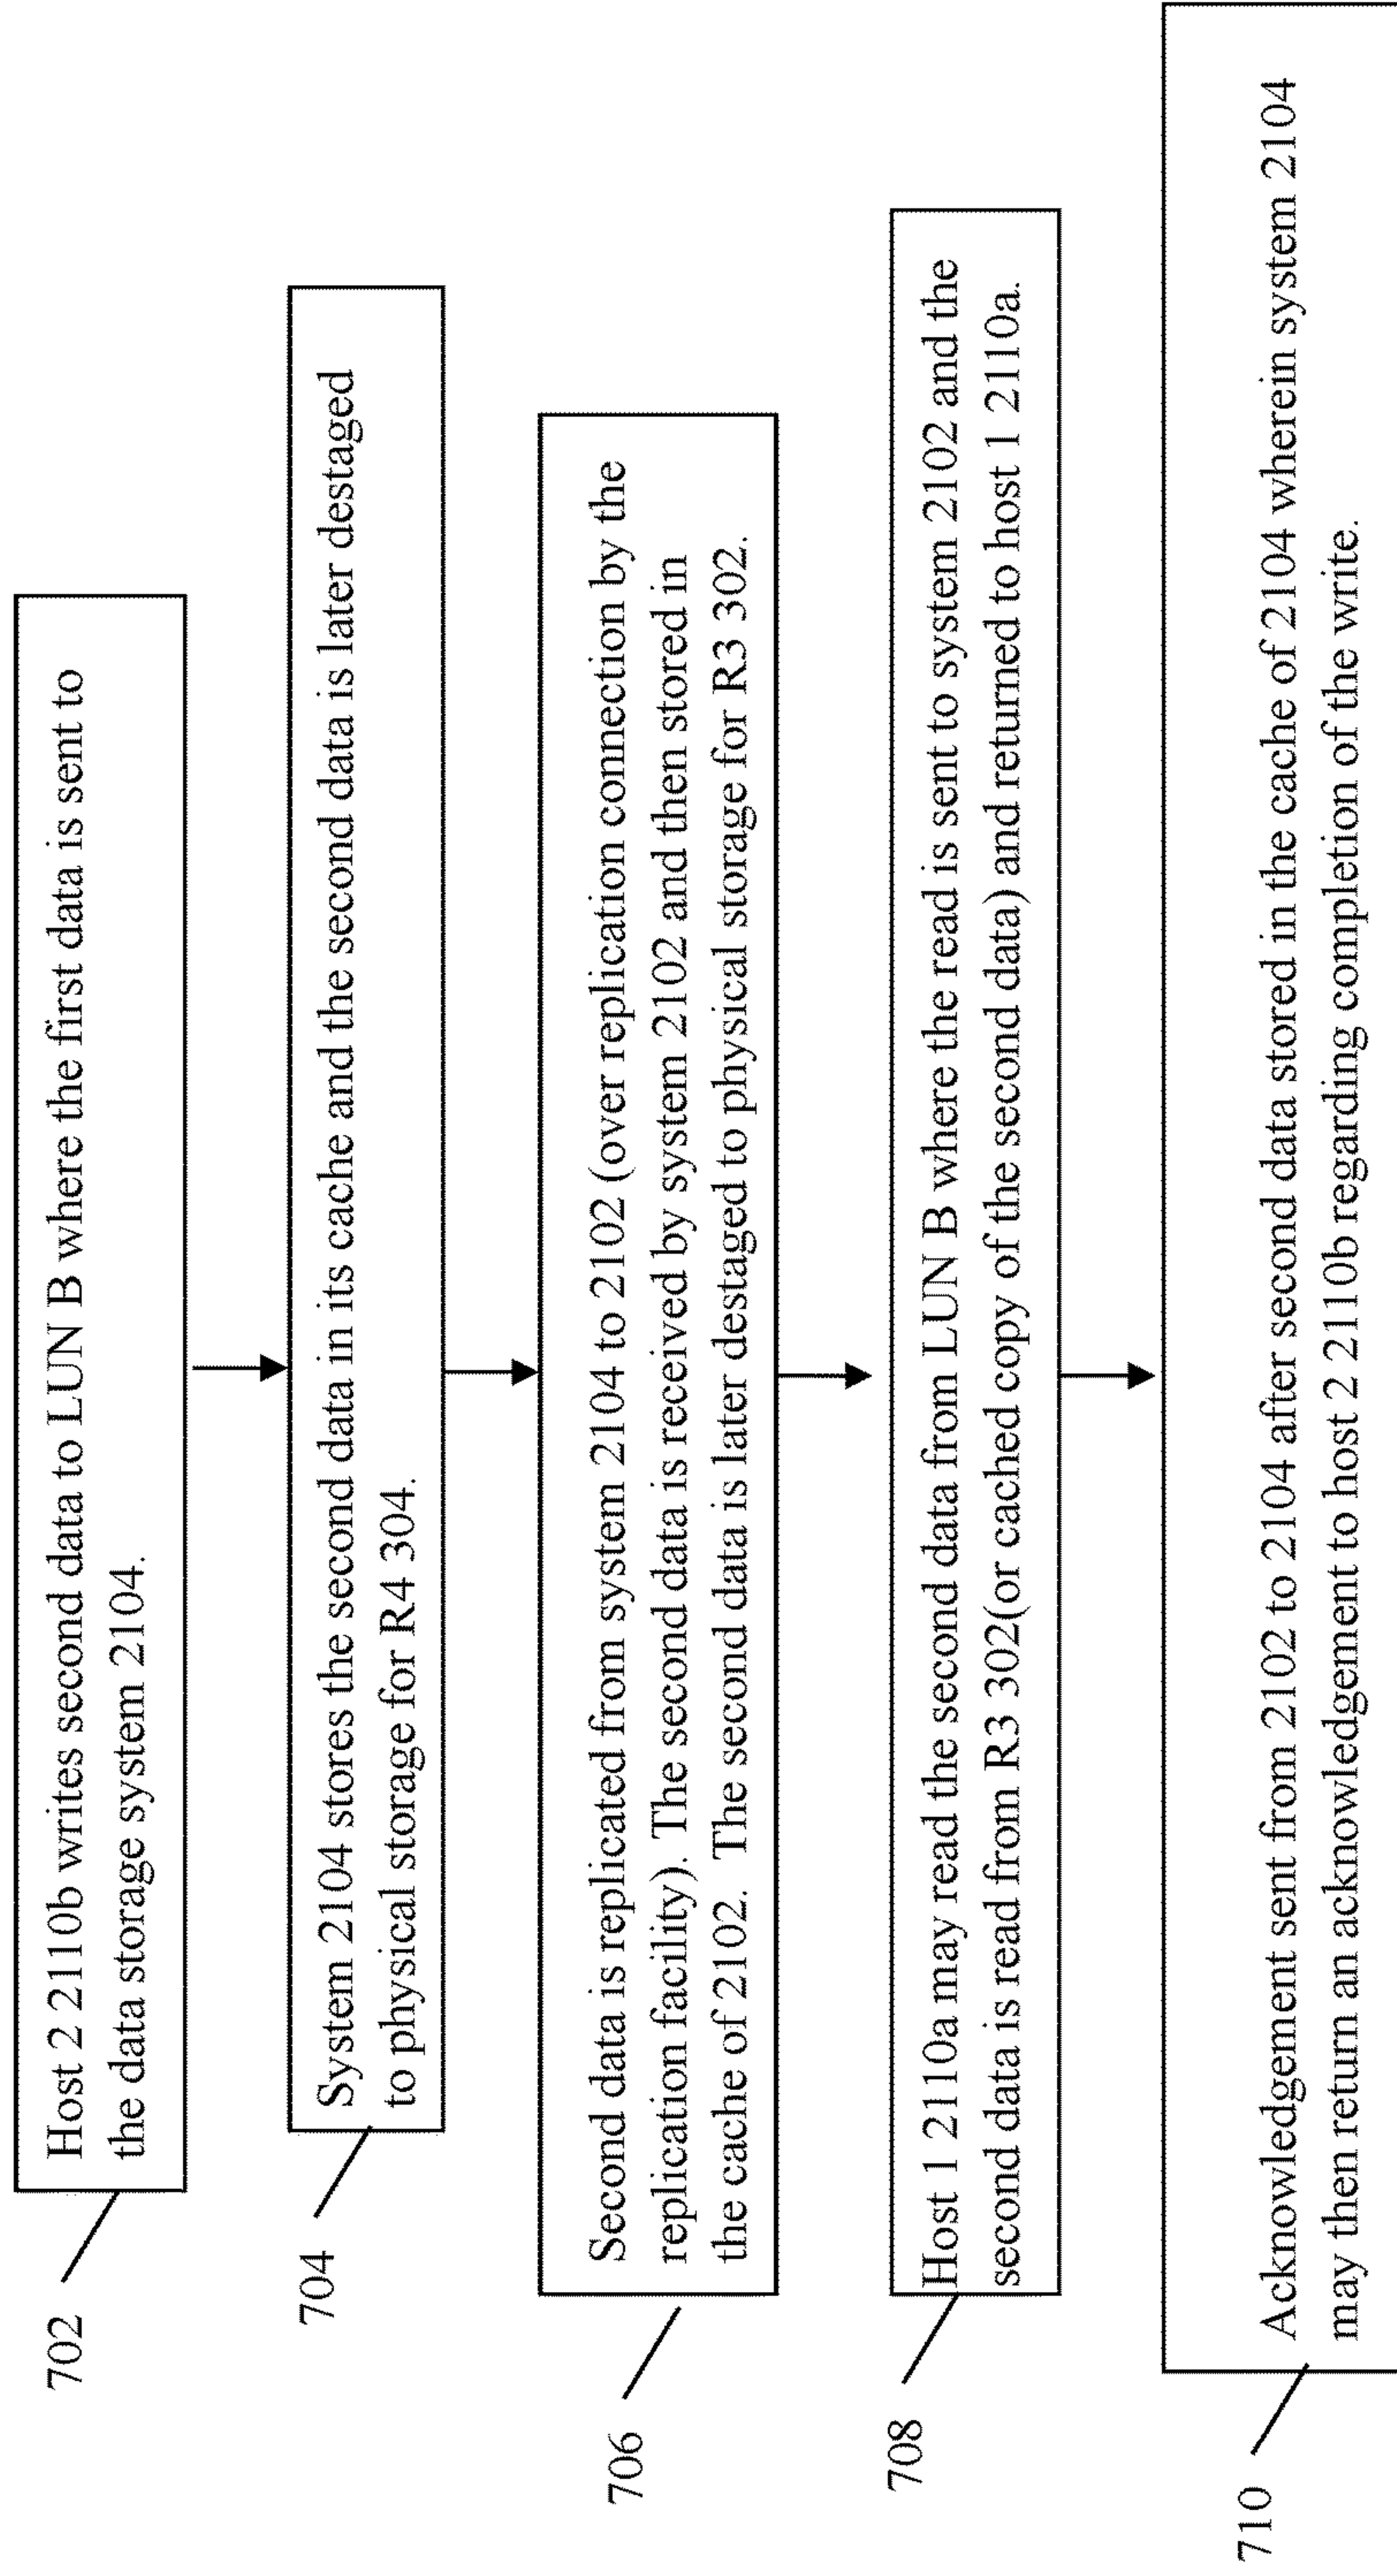 702
Host 2 2110b writes second data to LUN B where the first data is sent to
the data storage system 2104.
704
System 2104 stores the second data in its cache and the second data is later destaged
to physical storage for R4 304.
706
Second data is replicated from system 2104 to 2102 (over replication connection by the
replication facility). The second data is received by system 2102 and then stored in
the cache of 2102. The second data is later destaged to physical storage for R3 302.
708
Host 1 2110a may read the second data from LUN B where the read is sent to system 2102 and the
second data is read from R3 302(or cached copy of the second data) and returned to host 1 2110a.
710
Acknowledgement sent from 2102 to 2104 after second data stored in the cache of 2104 wherein system 2104
may then return an acknowledgement to host 2 2110b regarding completion of the write.